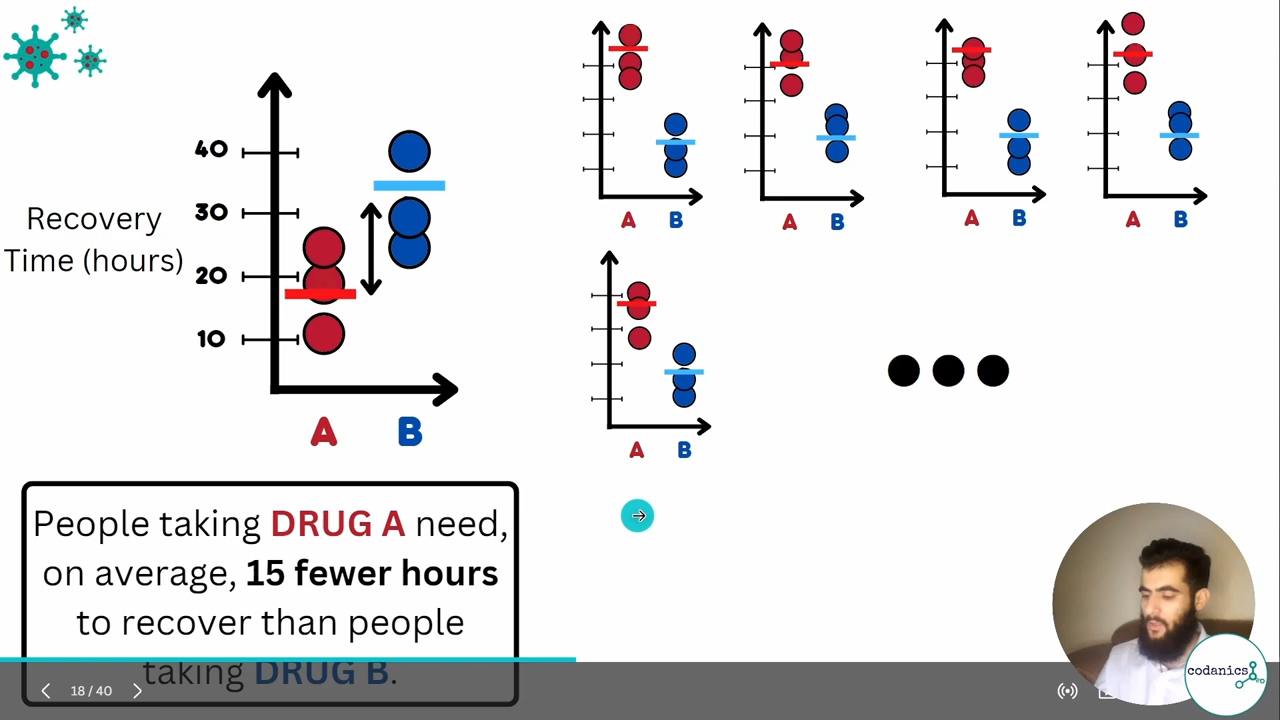 40
30
20
10
Recovery
Time (hours)
A B
People taking DRUG A need,
on average, 15 fewer hours
to recover than people
taking DRUG B.
A B
A B
A B
A B
A B
18 / 40
codanics